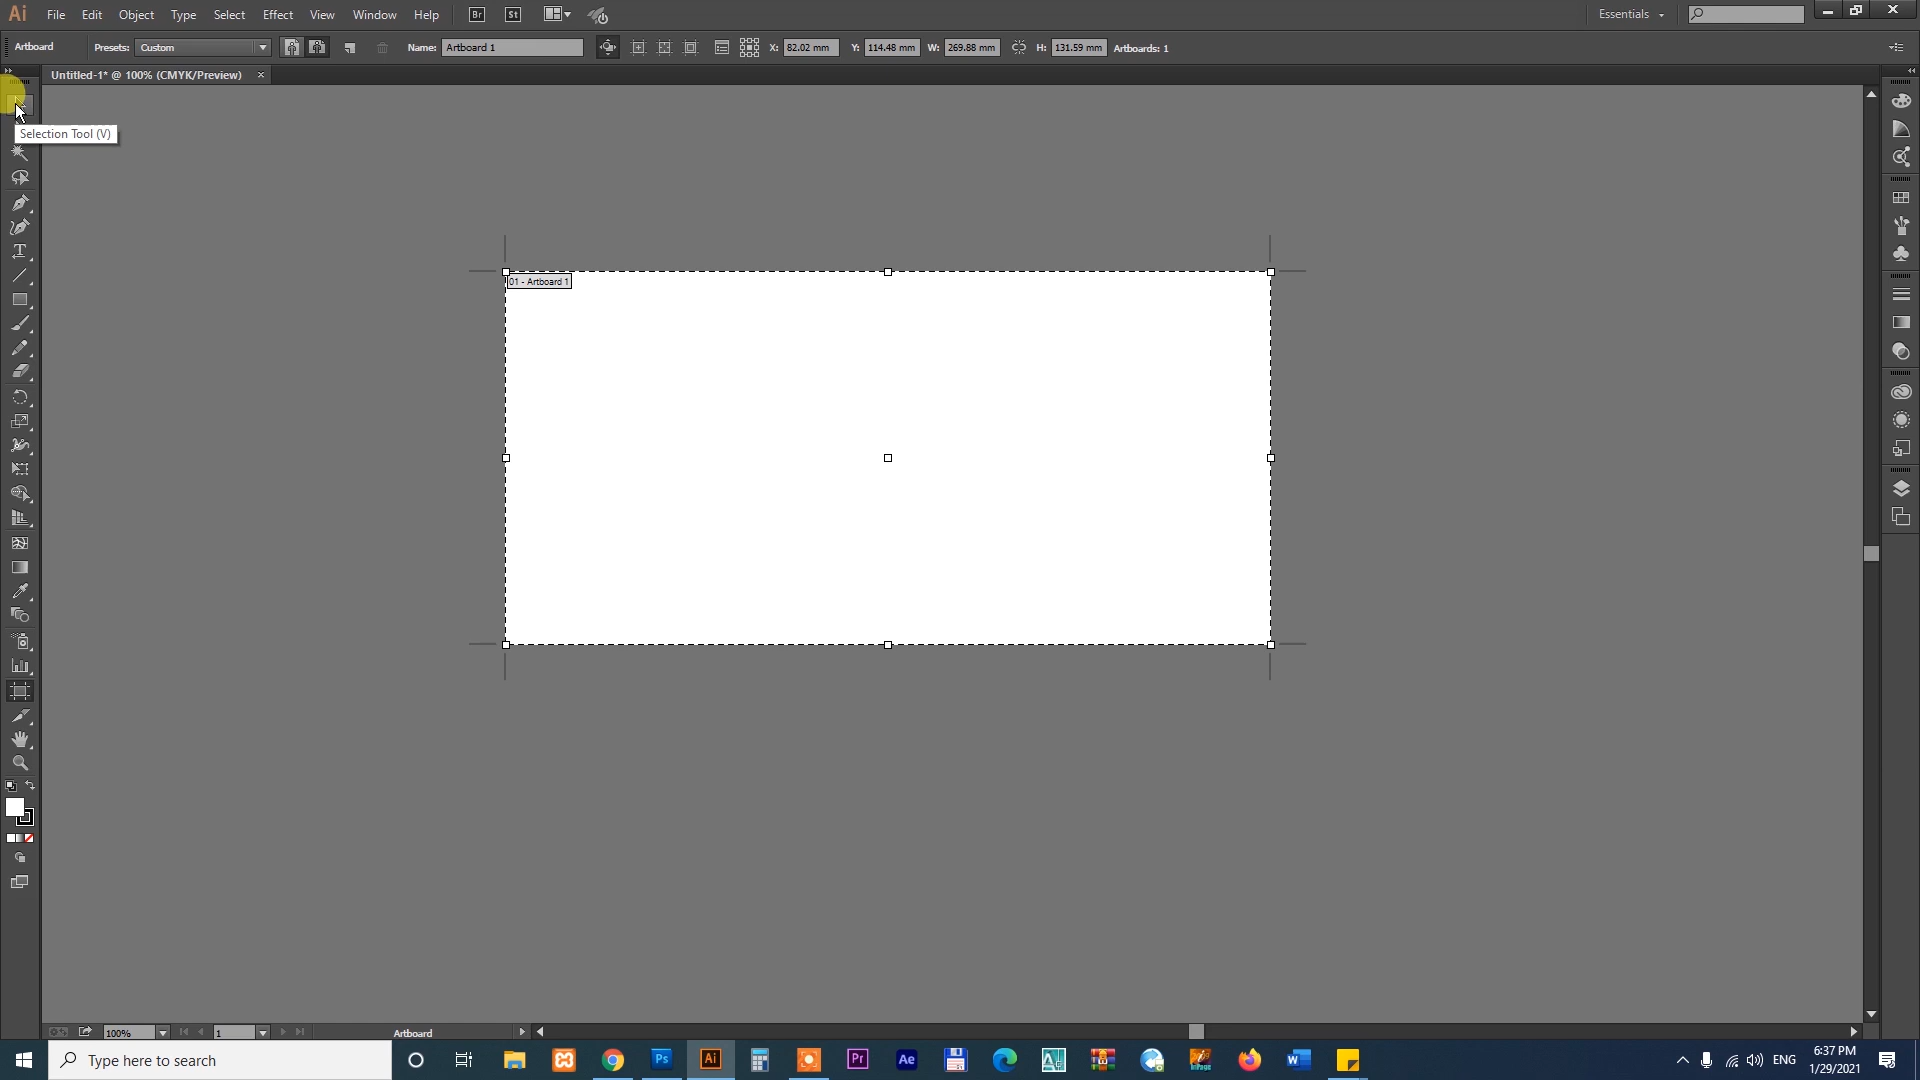 Ai File Edit Object Type Select Effect View Window Help Br St Essentials
Artboard Presets: Custom Name: Artboard 1 X: 82.02 mm Y: 114.48 mm W: 269.88 mm H: 131.59 mm Artboards: 1
Untitled-1* @ 100% (CMYK/Preview)
Selection Tool (V)
01 - Artboard 1
100% 1 Artboard
Type here to search Ps Ai Pr Ae ENG
6:37 PM
1/29/2021